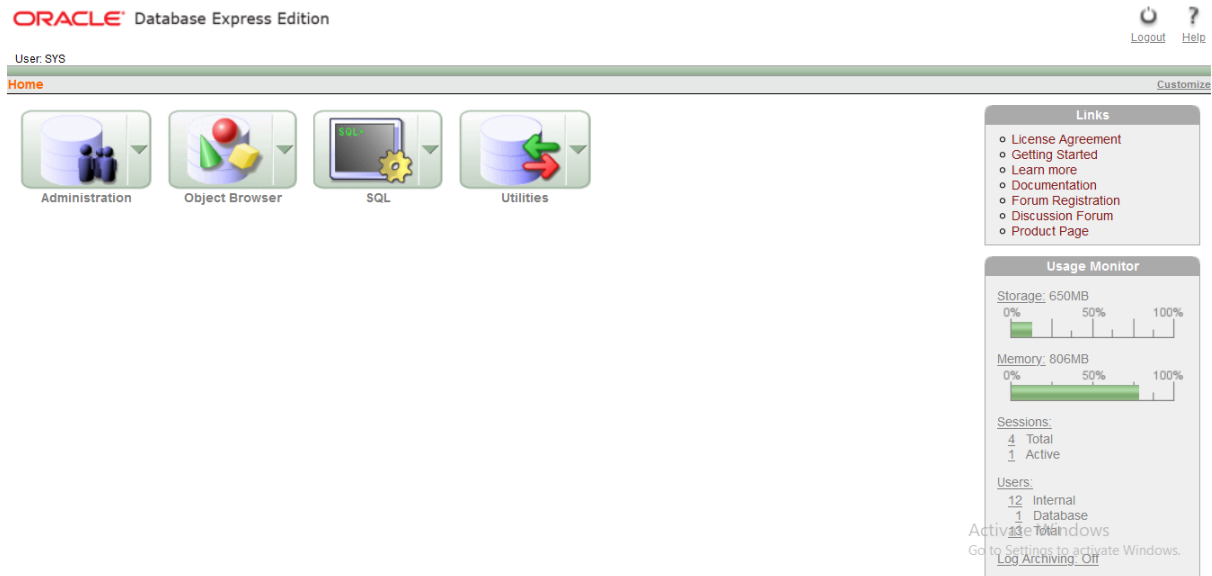 ORACLE Database Express Edition
Logout Help
User: SYS
Home
Customize
SQL>
Administration
Object Browser
SQL
Utilities
Links
License Agreement
Getting Started
Learn more
Documentation
Forum Registration
Discussion Forum
Product Page
Usage Monitor
Storage: 650MB
0% 50% 100%
Memory: 806MB
0% 50% 100%
Sessions:
4 Total
1 Active
Users:
12 Internal
1 Database
13 Total
Activate Windows
Go to Settings to activate Windows.
Log Archiving: Off